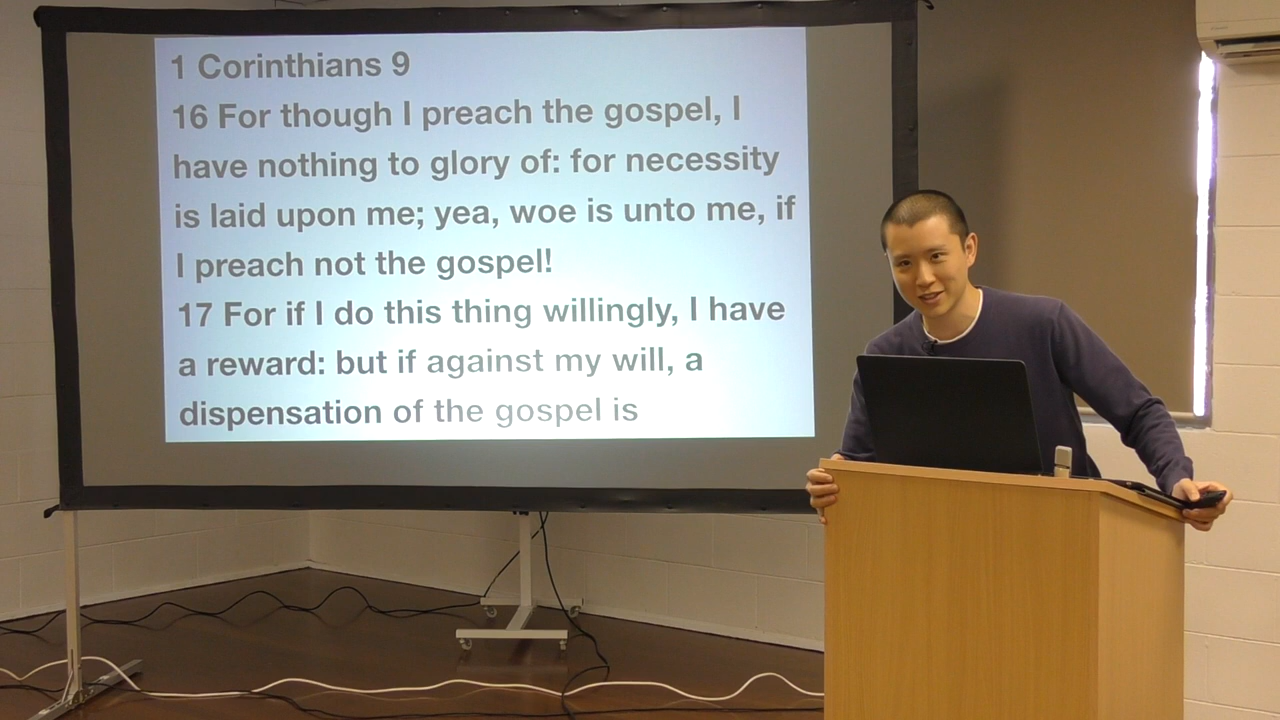 1 Corinthians 9
16 For though I preach the gospel, I
have nothing to glory of: for necessity
is laid upon me; yea, woe is unto me, if
I preach not the gospel!
17 For if I do this thing willingly, I have
a reward: but if against my will, a
dispensation of the gospel is